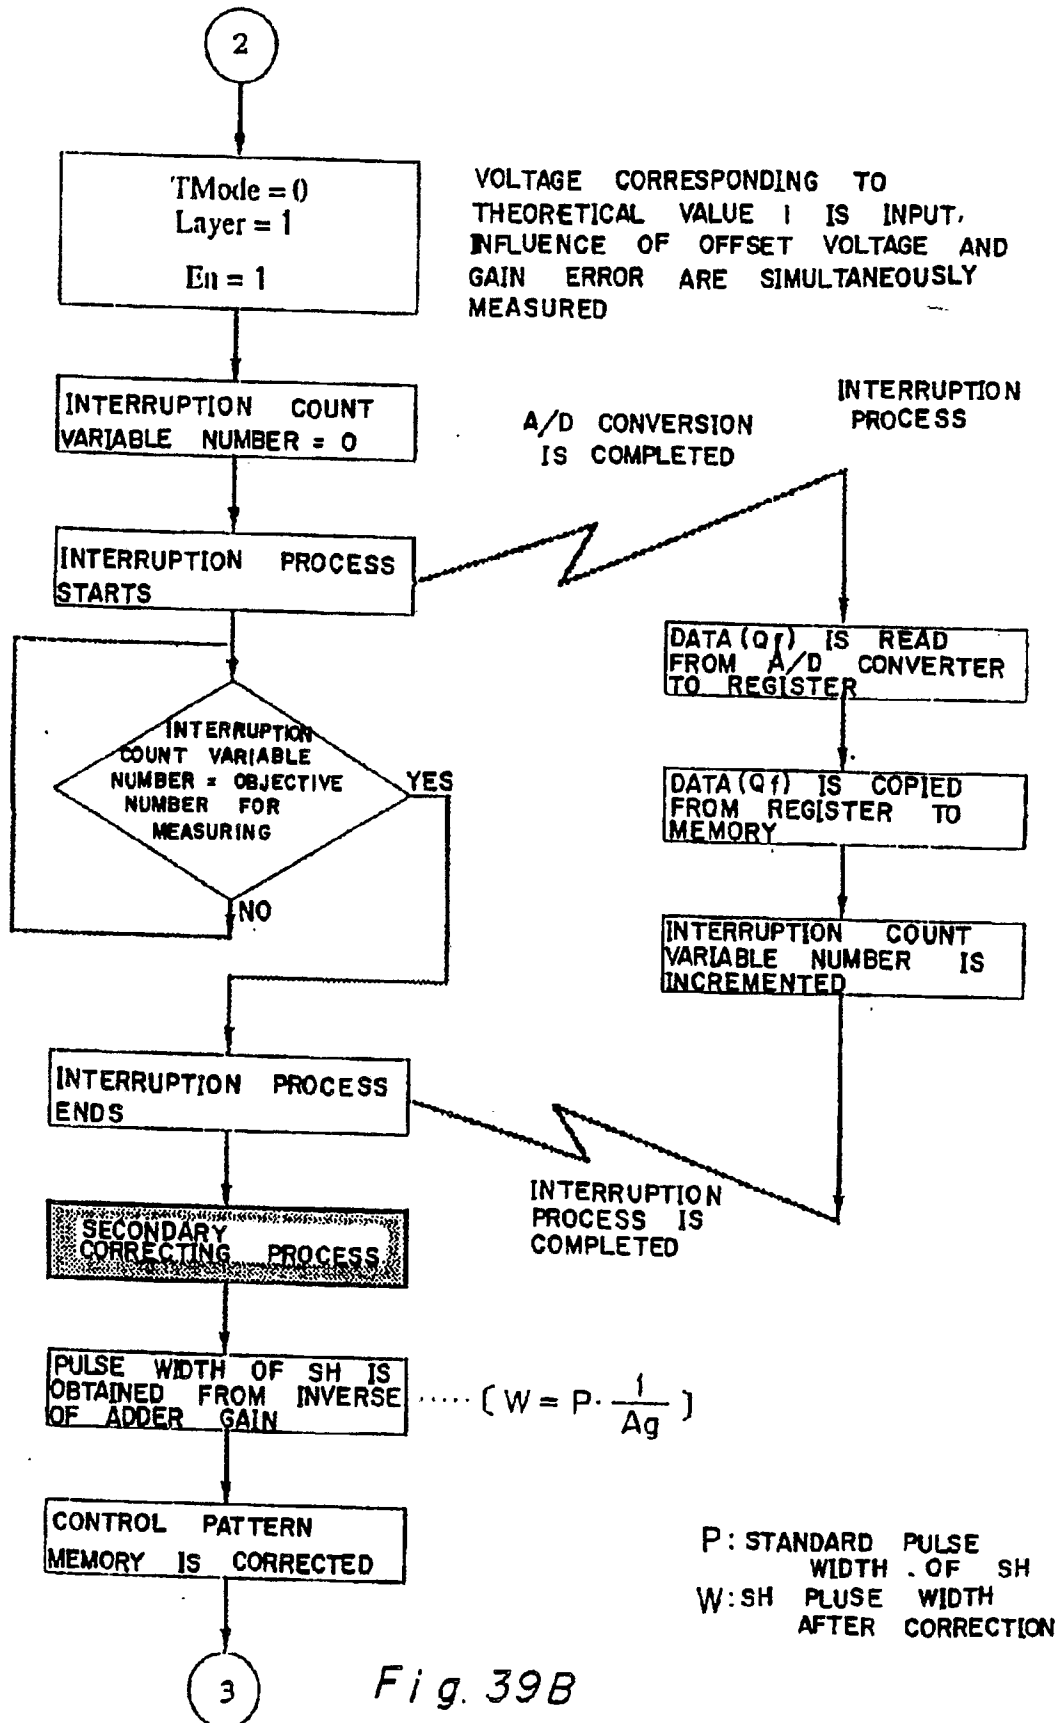 2
TMode = 0
Layer = 1
En = 1
VOLTAGE CORRESPONDING TO
THEORETICAL VALUE 1 IS INPUT,
INFLUENCE OF OFFSET VOLTAGE AND
GAIN ERROR ARE SIMULTANEOUSLY
MEASURED
INTERRUPTION COUNT
VARIABLE NUMBER = 0
A/D CONVERSION
IS COMPLETED
INTERRUPTION
PROCESS
INTERRUPTION PROCESS
STARTS
DATA (Qf) IS READ
FROM A/D CONVERTER
TO REGISTER
INTERRUPTION
COUNT VARIABLE
NUMBER = OBJECTIVE
NUMBER FOR
MEASURING
YES
NO
DATA (Qf) IS COPIED
FROM REGISTER TO
MEMORY
INTERRUPTION COUNT
VARIABLE NUMBER IS
INCREMENTED
INTERRUPTION PROCESS
ENDS
INTERRUPTION
PROCESS IS
COMPLETED
SECONDARY
CORRECTING PROCESS
PULSE WIDTH OF SH IS
OBTAINED FROM INVERSE
OF ADDER GAIN
····· ( W = P · 1/Ag )
CONTROL PATTERN
MEMORY IS CORRECTED
P: STANDARD PULSE
WIDTH . OF SH
W: SH PLUSE WIDTH
AFTER CORRECTION
3
Fig. 39B